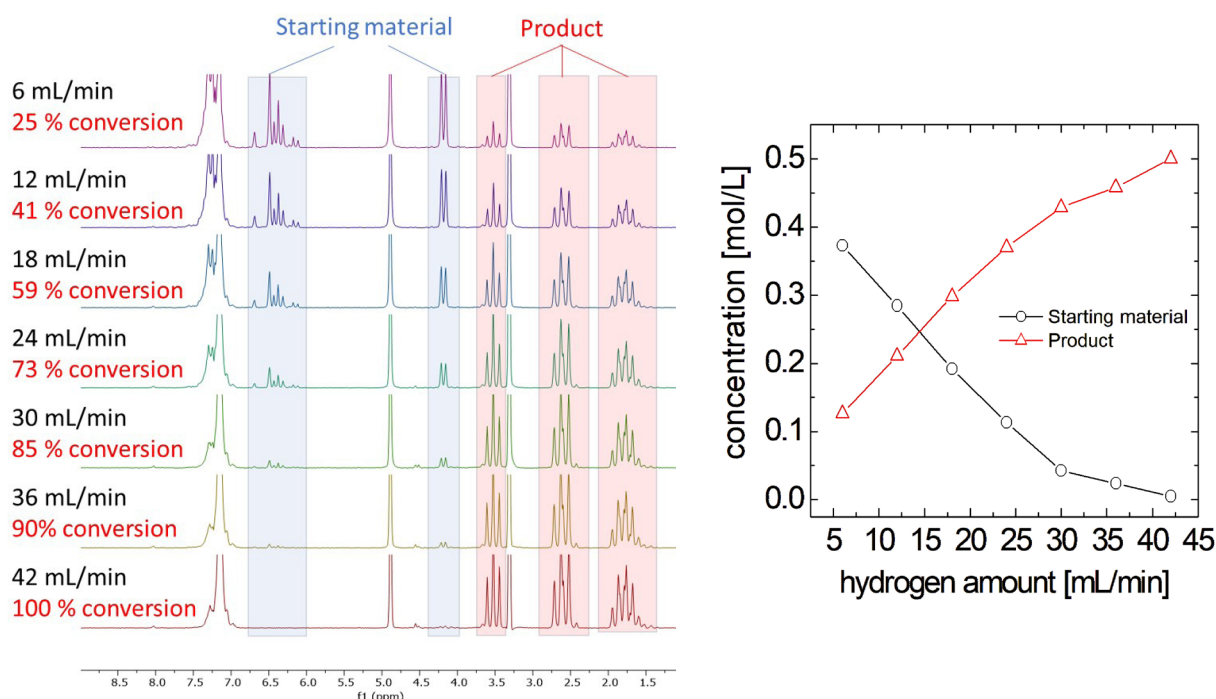 Starting material
Product
6 mL/min
25 % conversion
12 mL/min
41 % conversion
18 mL/min
59 % conversion
24 mL/min
73 % conversion
30 mL/min
85 % conversion
36 mL/min
90% conversion
42 mL/min
100 % conversion
8.5 8.0 7.5 7.0 6.5 6.0 5.5 5.0 4.5 4.0 3.5 3.0 2.5 2.0 1.5
f1 (ppm)
concentration [mol/L]
0.5
0.4
0.3
0.2
0.1
0.0
Starting material
Product
5 10 15 20 25 30 35 40 45
hydrogen amount [mL/min]